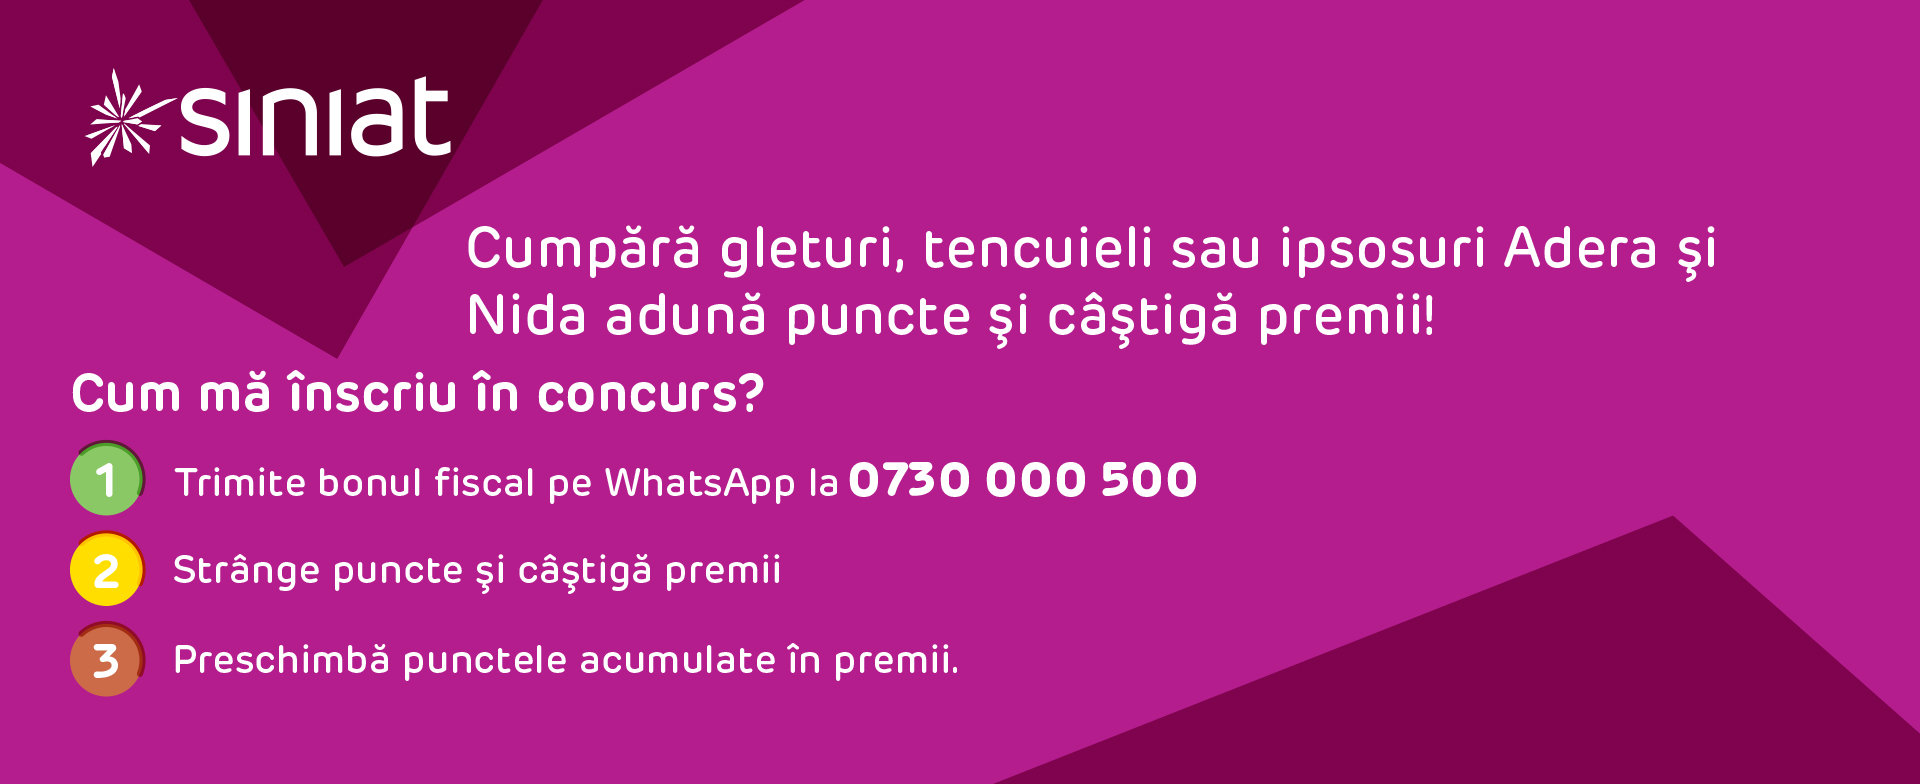 siniat
Cumpără gleturi, tencuieli sau ipsosuri Adera şi
Nida adună puncte şi câştigă premii!
Cum mă înscriu în concurs?
1 Trimite bonul fiscal pe WhatsApp la 0730 000 500
2 Strânge puncte şi câştigă premii
3 Preschimbă punctele acumulate în premii.